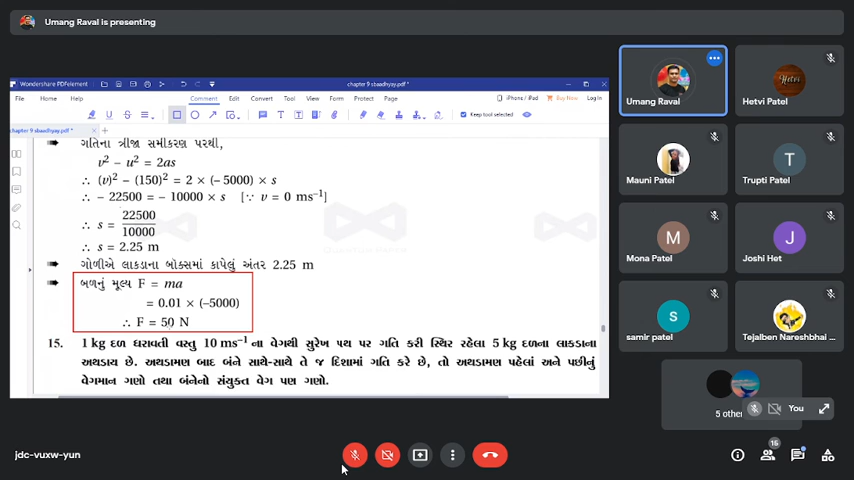 Umang Raval is presenting
Wondershare PDFelement
chapter 9 sbaadhyay.pdf *
File Home Comment Edit Convert Tool View Form Protect Page
iPhone / iPad Buy Now Log in
Keep tool selected
chapter 9 sbaadhyay.pdf *
ગતિના ત્રીજા સમીકરણ પરથી,
v² – u² = 2as
∴ (v)² – (150)² = 2 × (– 5000) × s
∴ – 22500 = – 10000 × s [∵ v = 0 ms⁻¹]
∴ s = 22500/10000
∴ s = 2.25 m
ગોળીએ લાકડાના બોક્સમાં કાપેલું અંતર 2.25 m
બળનું મૂલ્ય F = ma
= 0.01 × (–5000)
∴ F = 50 N
15. 1 kg દળ ધરાવતી વસ્તુ 10 ms⁻¹ ના વેગથી સુરેખ પથ પર ગતિ કરી સ્થિર રહેલા 5 kg દળના લાકડાના
અથડાય છે. અથડામણ બાદ બંને સાથે-સાથે તે જ દિશામાં ગતિ કરે છે, તો અથડામણ પહેલાં અને પછીનું
વેગમાન ગણો તથા બંનેનો સંયુક્ત વેગ પણ ગણો.
Umang Raval
Hetvi
Hetvi Patel
Mauni Patel
T
Trupti Patel
M
Mona Patel
J
Joshi Het
s
samir patel
Tejalben Nareshbhai ...
5 other
You
jdc-vuxw-yun
15